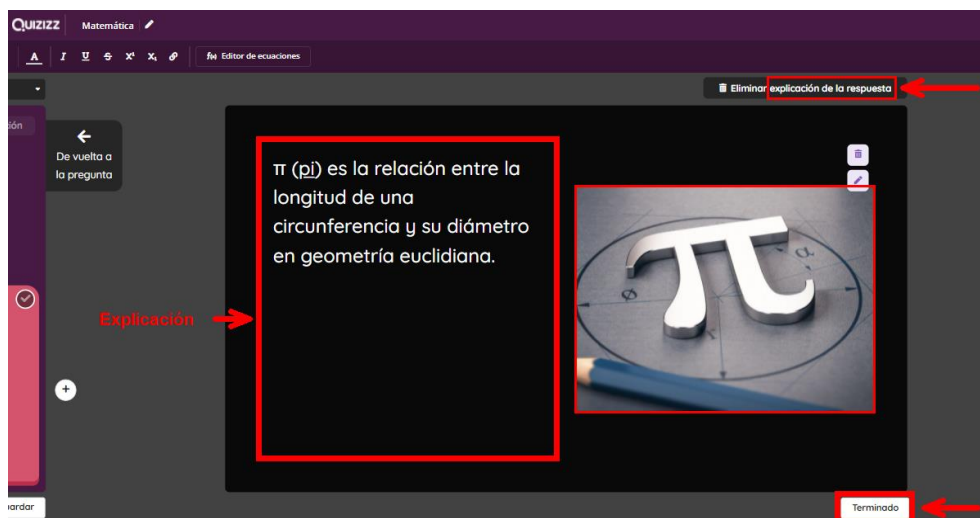 QUIZIZZ Matemática
A I U S X² X₁ f(x) Editor de ecuaciones
Eliminar explicación de la respuesta
ión
De vuelta a
la pregunta
π (pi) es la relación entre la
longitud de una
circunferencia y su diámetro
en geometría euclidiana.
Explicación
π
ø
α
r
uardar
Terminado